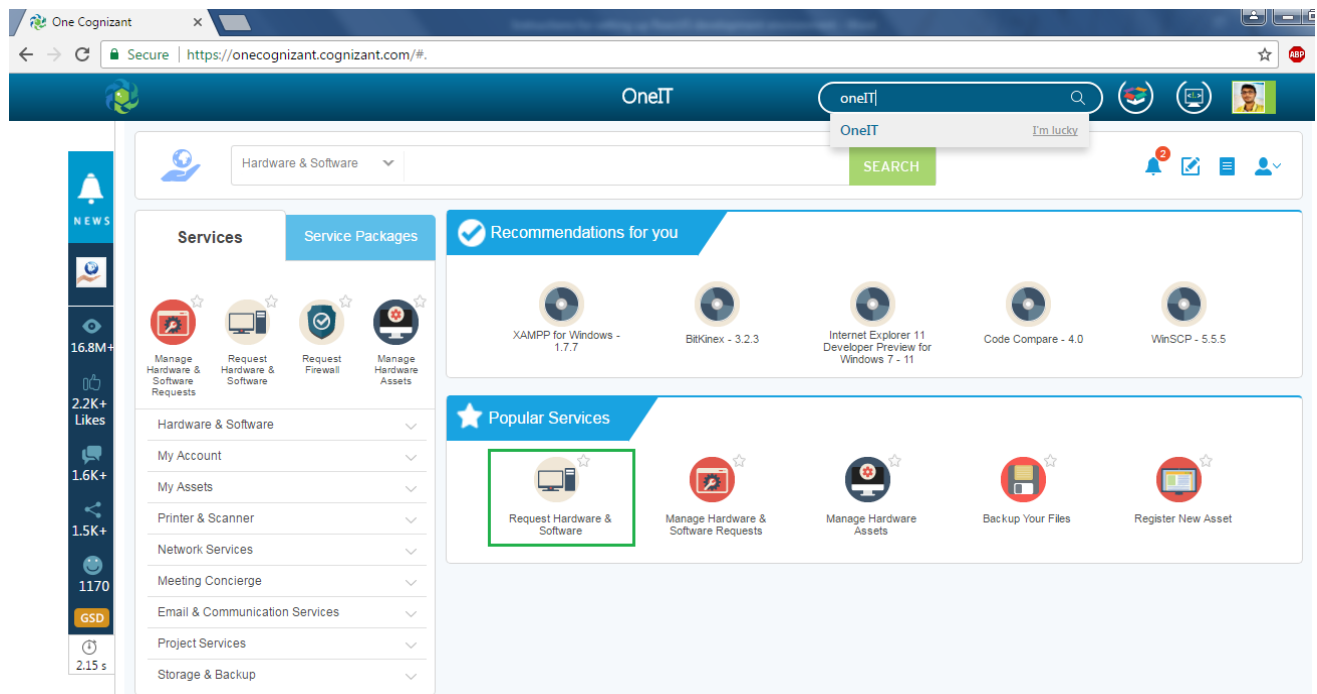 One Cognizant
Secure | https://onecognizant.cognizant.com/#.
ABP
OneIT
oneIT
OneIT I'm lucky
Hardware & Software
SEARCH
2
NEWS
16.8M+
2.2K+
Likes
1.6K+
1.5K+
1170
GSD
2.15 s
Services
Service Packages
Manage
Hardware &
Software
Requests
Request
Hardware &
Software
Request
Firewall
Manage
Hardware
Assets
Hardware & Software
My Account
My Assets
Printer & Scanner
Network Services
Meeting Concierge
Email & Communication Services
Project Services
Storage & Backup
Recommendations for you
XAMPP for Windows -
1.7.7
BitKinex - 3.2.3
Internet Explorer 11
Developer Preview for
Windows 7 - 11
Code Compare - 4.0
WinSCP - 5.5.5
Popular Services
Request Hardware &
Software
Manage Hardware &
Software Requests
Manage Hardware
Assets
Backup Your Files
Register New Asset